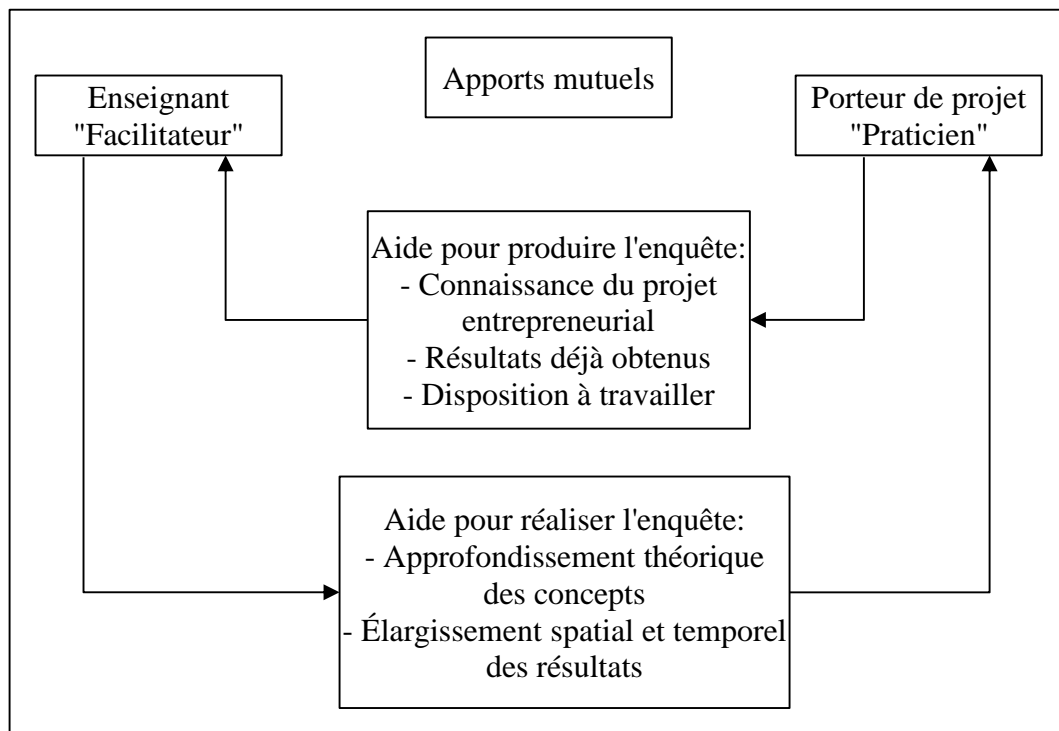 Apports mutuels
Enseignant
"Facilitateur"
Porteur de projet
"Praticien"
Aide pour produire l'enquête:
- Connaissance du projet
entrepreneurial
- Résultats déjà obtenus
- Disposition à travailler
Aide pour réaliser l'enquête:
- Approfondissement théorique
des concepts
- Élargissement spatial et temporel
des résultats